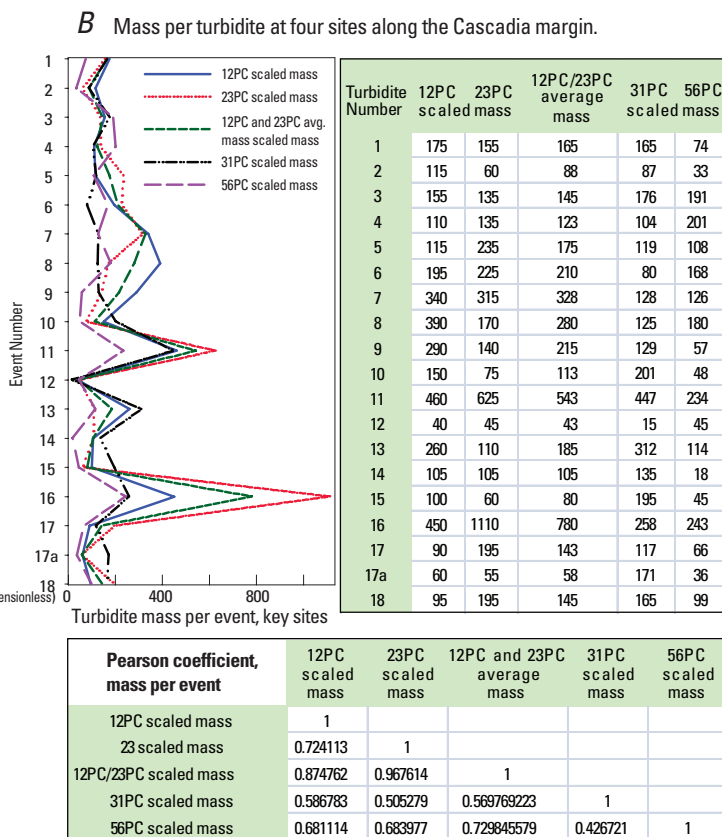 B Mass per turbidite at four sites along the Cascadia margin.
1
2
3
4
5
6
7
8
9
10
11
12
13
14
15
16
17
17a
18
Event Number
ensionless)
0 400 800
Turbidite mass per event, key sites
12PC scaled mass
23PC scaled mass
12PC and 23PC avg.
mass scaled mass
31PC scaled mass
56PC scaled mass
Turbidite Number 12PC 23PC scaled mass 12PC/23PC average mass 31PC 56PC scaled mass
1 175 155 165 165 74
2 115 60 88 87 33
3 155 135 145 176 191
4 110 135 123 104 201
5 115 235 175 119 108
6 195 225 210 80 168
7 340 315 328 128 126
8 390 170 280 125 180
9 290 140 215 129 57
10 150 75 113 201 48
11 460 625 543 447 234
12 40 45 43 15 45
13 260 110 185 312 114
14 105 105 105 135 18
15 100 60 80 195 45
16 450 1110 780 258 243
17 90 195 143 117 66
17a 60 55 58 171 36
18 95 195 145 165 99
Pearson coefficient, mass per event 12PC scaled mass 23PC scaled mass 12PC and 23PC average mass 31PC scaled mass 56PC scaled mass
12PC scaled mass 1
23 scaled mass 0.724113 1
12PC/23PC scaled mass 0.874762 0.967614 1
31PC scaled mass 0.586783 0.505279 0.569769223 1
56PC scaled mass 0.681114 0.683977 0.729845579 0.426721 1